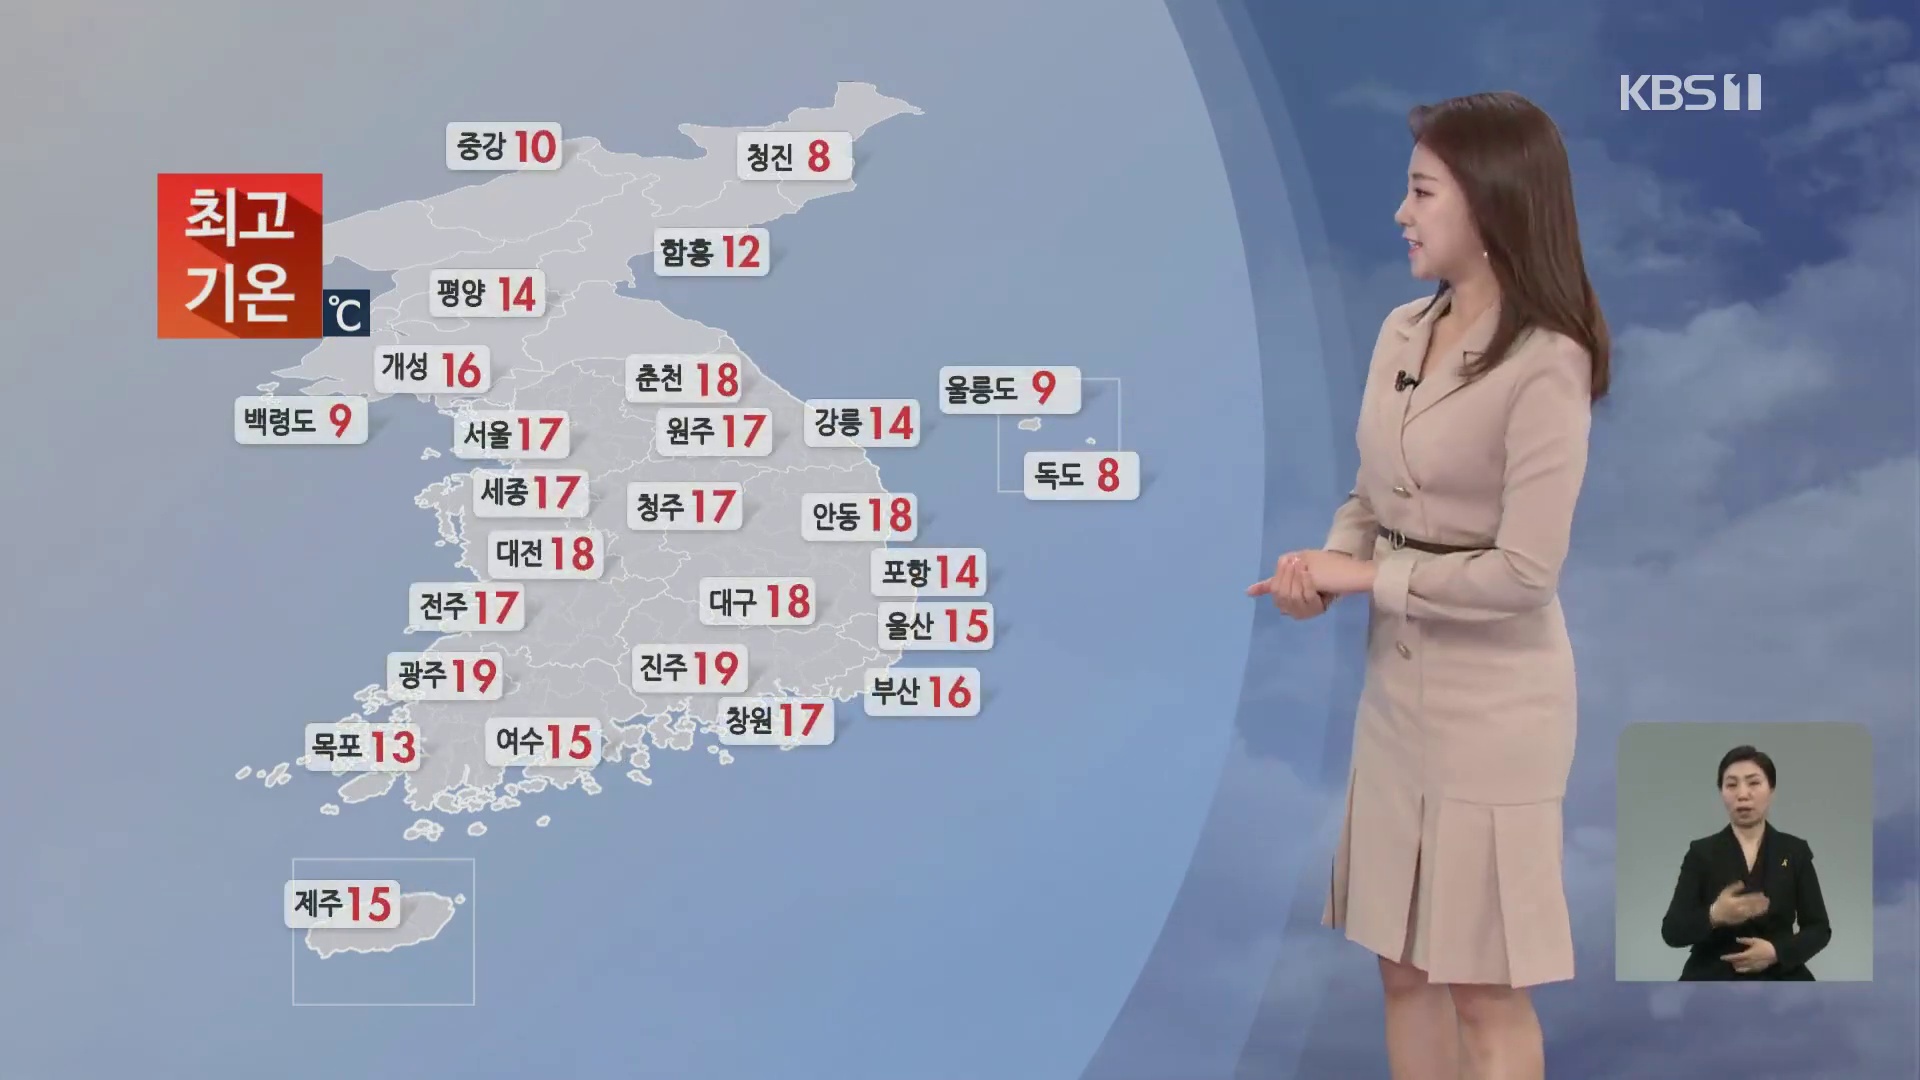 KBS1
최고
기온
℃
중강 10
청진 8
함흥 12
평양 14
개성 16
춘천 18
백령도 9
서울 17
원주 17
강릉 14
울릉도 9
독도 8
세종 17
청주 17
안동 18
대전 18
포항 14
전주 17
대구 18
울산 15
광주 19
진주 19
부산 16
목포 13
여수 15
창원 17
제주 15